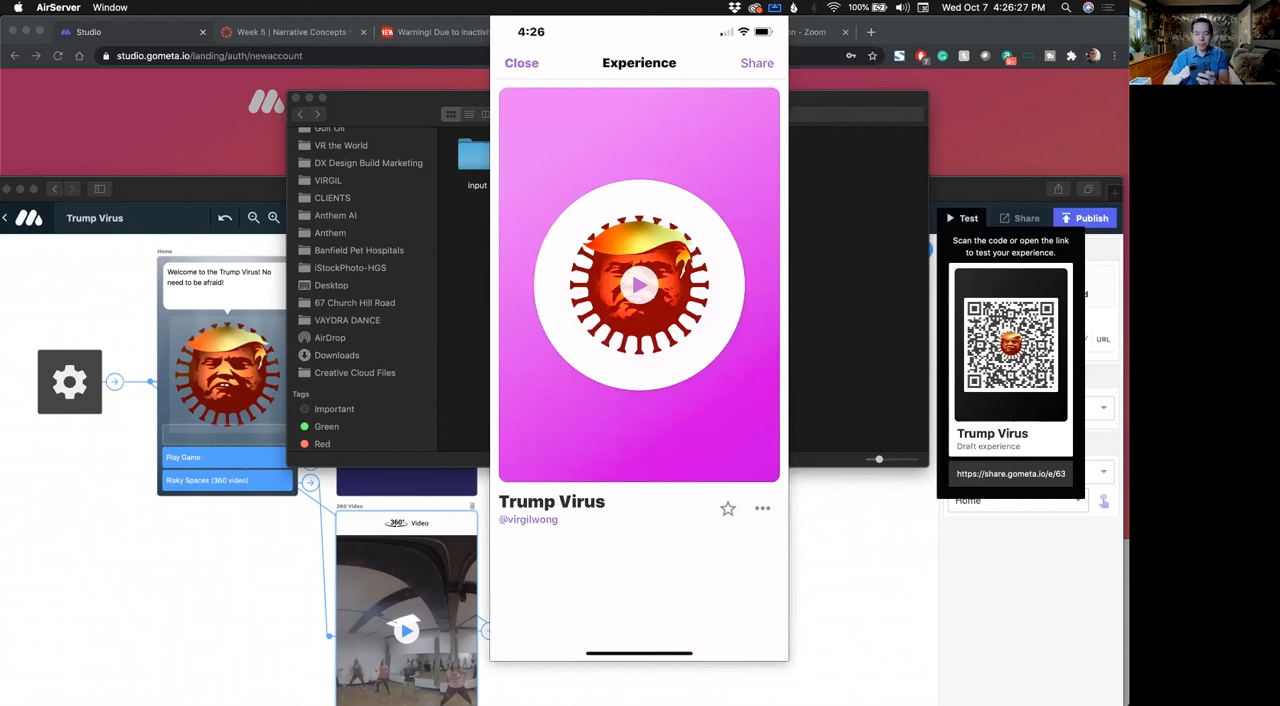 AirServer Window
100%
Wed Oct 7 4:26:27 PM
Studio
Week 5 | Narrative Concepts
Warning! Due to Inactivi
on - Zoom
studio.gometa.io/landing/auth/newaccount
7
Gulf Oil
VR the World
DX Design Build Marketing
VIRGIL
CLIENTS
Anthem AI
Anthem
Banfield Pet Hospitals
iStockPhoto-HGS
Desktop
67 Church Hill Road
VAYDRA DANCE
AirDrop
Downloads
Creative Cloud Files
Tags
Important
Green
Red
input
4:26
Close
Experience
Share
Trump Virus
@virgilwong
Trump Virus
Home
Welcome to the Trump Virus! No
need to be afraid!
Play Game
Risky Spaces (360 video)
360 Video
360° Video
Test
Share
Publish
Scan the code or open the link
to test your experience.
Trump Virus
Draft experience
https://share.gometa.io/e/63
URL
Home